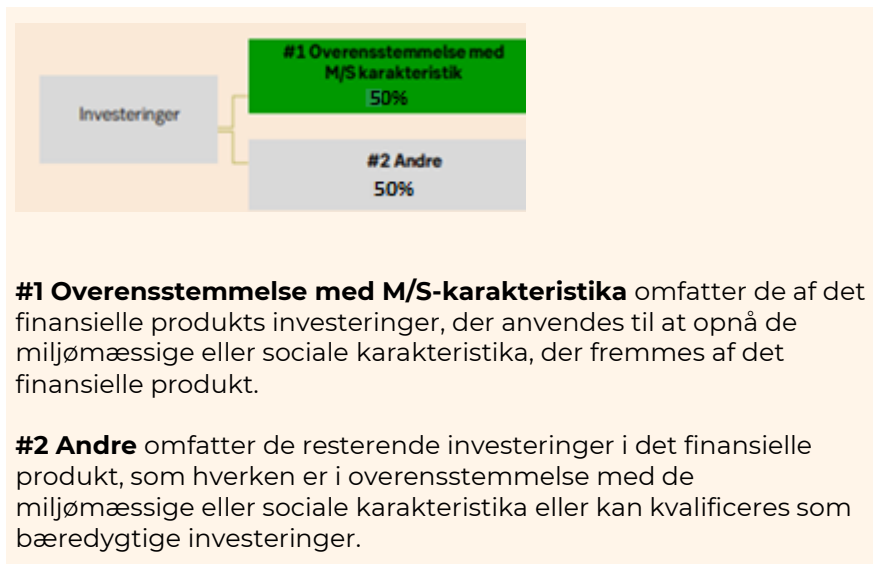 #1 Overensstemmelse med
M/S karakteristik
50%
Investeringer
#2 Andre
50%
#1 Overensstemmelse med M/S-karakteristika omfatter de af det
finansielle produkts investeringer, der anvendes til at opnå de
miljømæssige eller sociale karakteristika, der fremmes af det
finansielle produkt.
#2 Andre omfatter de resterende investeringer i det finansielle
produkt, som hverken er i overensstemmelse med de
miljømæssige eller sociale karakteristika eller kan kvalificeres som
bæredygtige investeringer.